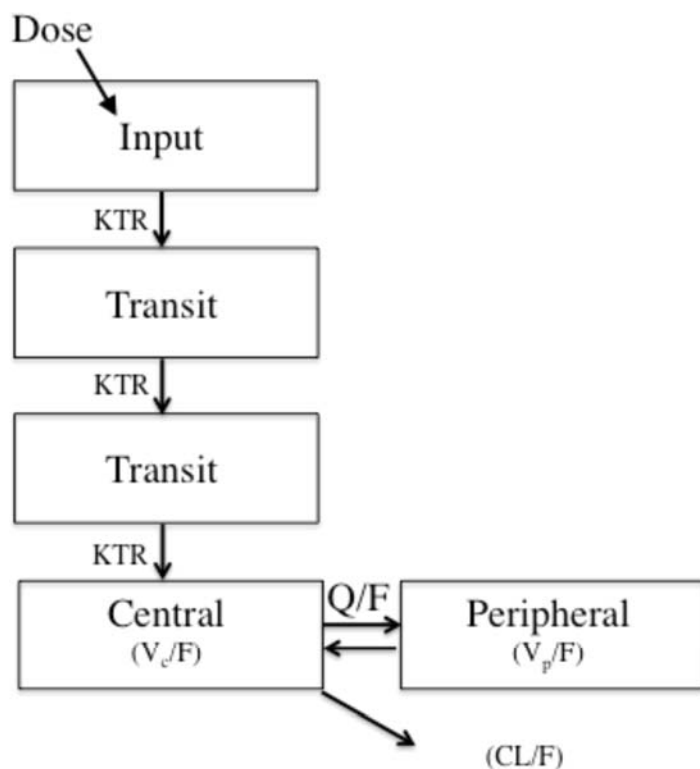 Dose
Input
KTR
Transit
KTR
Transit
KTR
Central
(Vc/F)
Q/F
Peripheral
(Vp/F)
(CL/F)